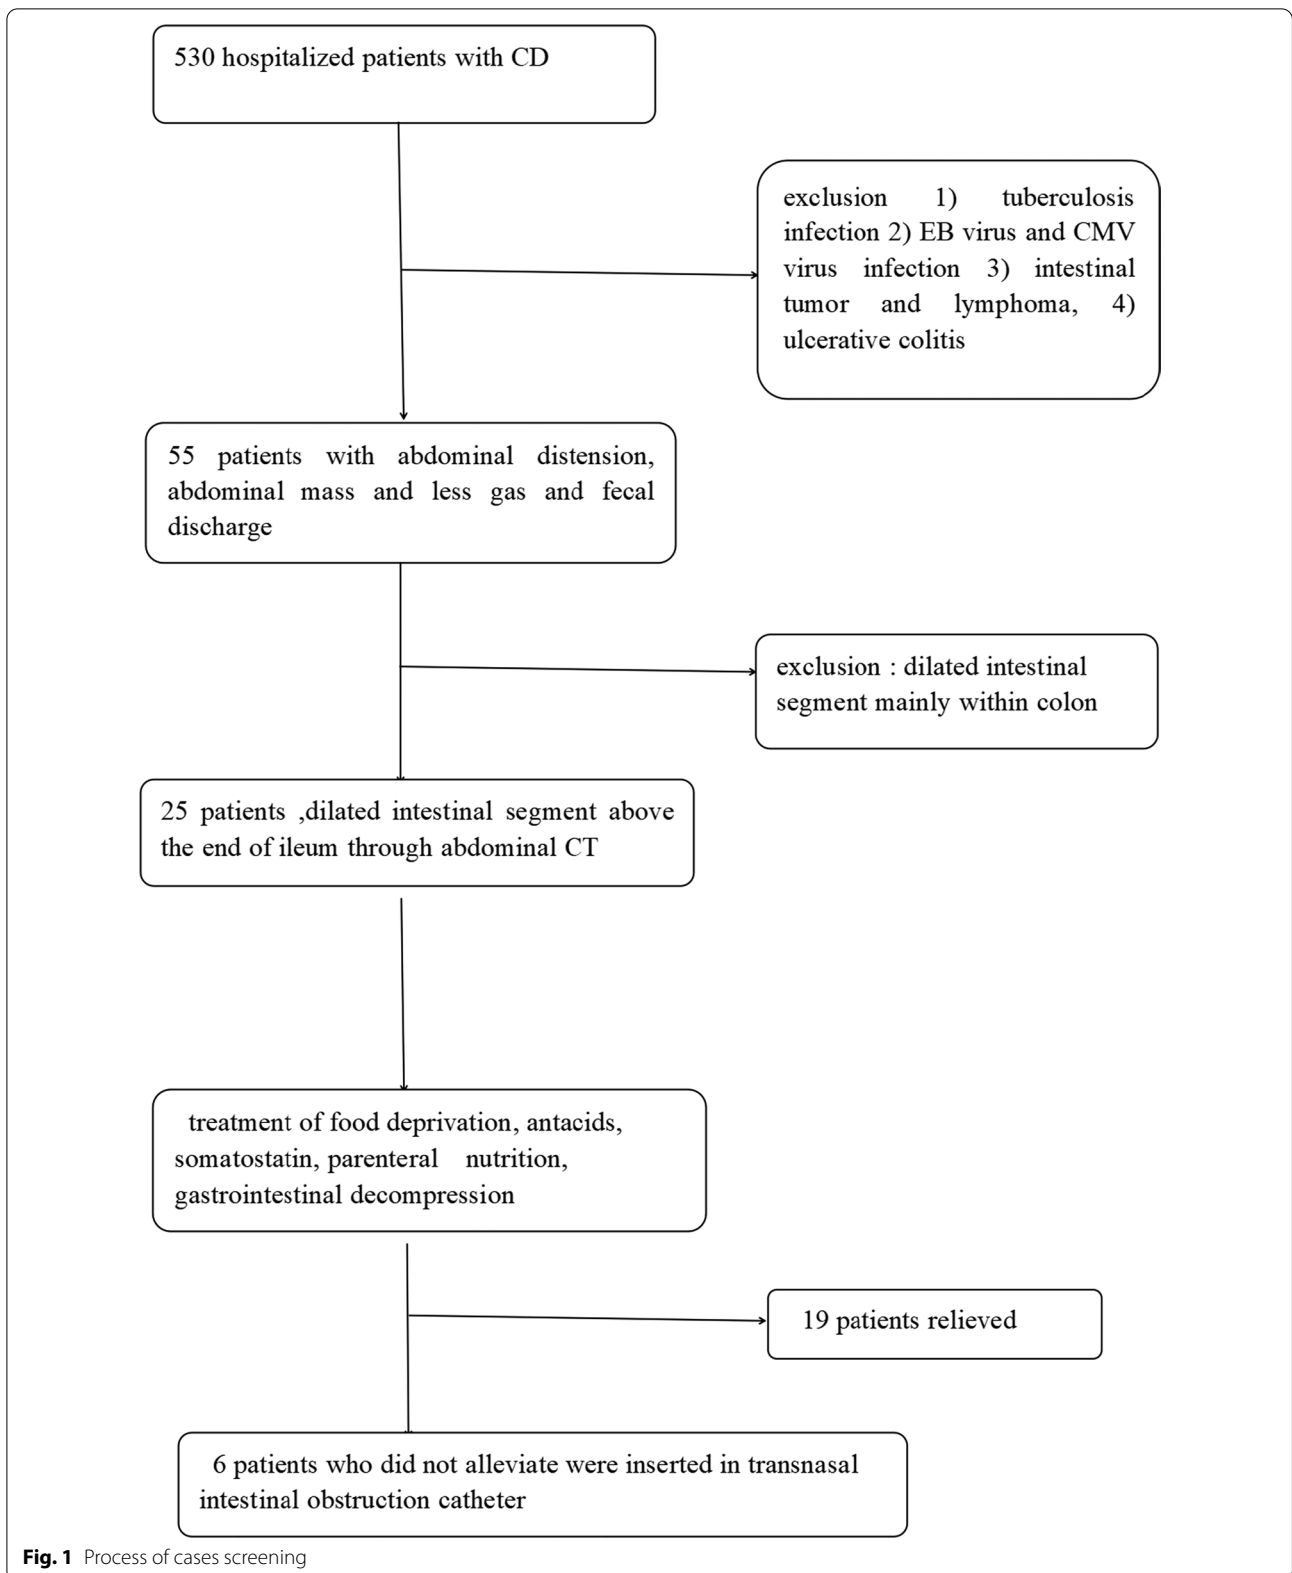 530 hospitalized patients with CD
exclusion 1) tuberculosis
infection 2) EB virus and CMV
virus infection 3) intestinal
tumor and lymphoma, 4)
ulcerative colitis
55 patients with abdominal distension,
abdominal mass and less gas and fecal
discharge
exclusion : dilated intestinal
segment mainly within colon
25 patients ,dilated intestinal segment above
the end of ileum through abdominal CT
treatment of food deprivation, antacids,
somatostatin, parenteral nutrition,
gastrointestinal decompression
19 patients relieved
6 patients who did not alleviate were inserted in transnasal
intestinal obstruction catheter
Fig. 1 Process of cases screening